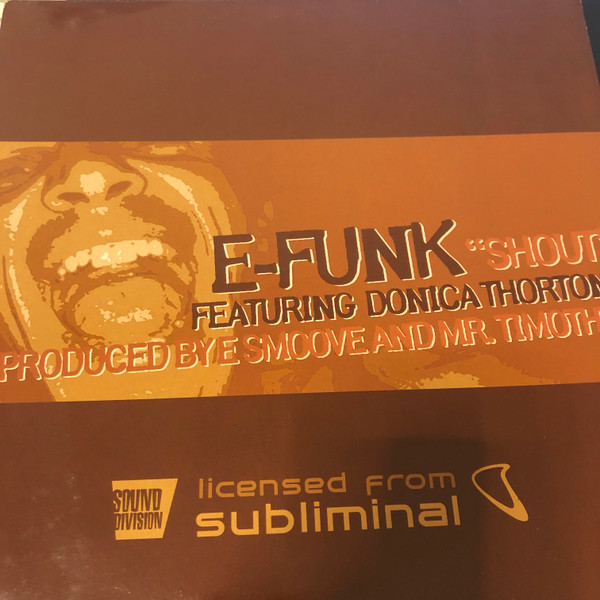 E-FUNK "SHOUT
FEATURING DONICA THORTON
PRODUCED BY E SMOOVE AND MR. TIMOTH
SOUND
DIVISION
licensed from
subliminal